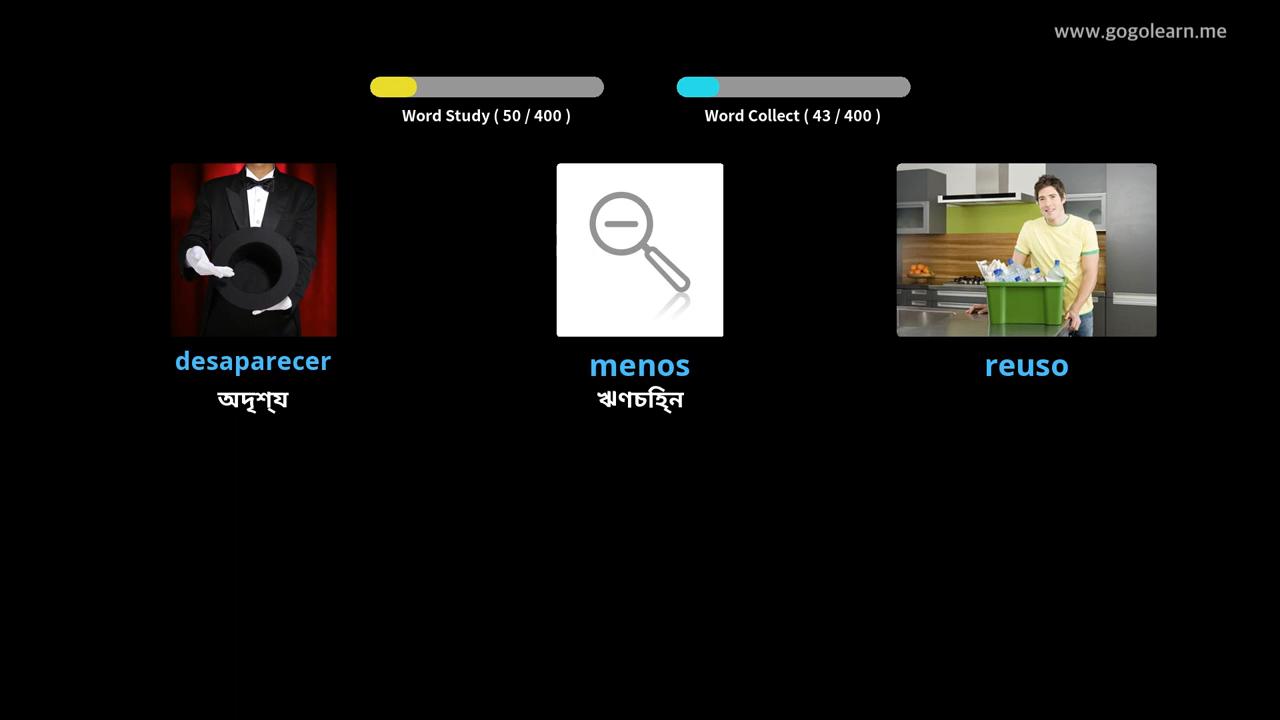 www.gogolearn.me
Word Study ( 50 / 400 )
Word Collect ( 43 / 400 )
desaparecer
অদৃশ্য
menos
ঋণচিহ্ন
reuso